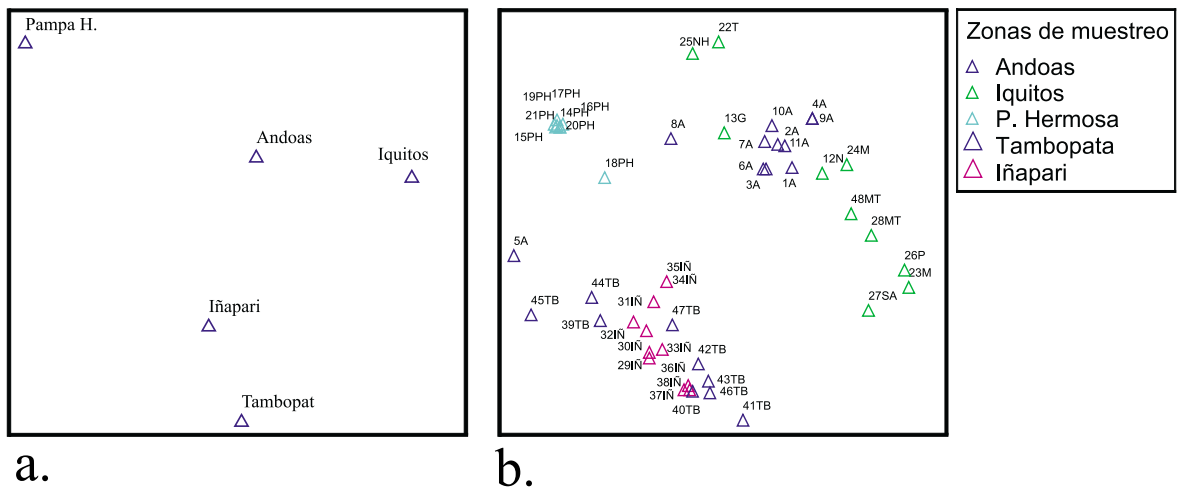 Pampa H.
Andoas
Iquitos
Iñapari
Tambopat
a.
22T
25NH
19PH
17PH
16PH
21PH
14PH
20PH
15PH
18PH
8A
13G
10A
4A
9A
2A
7A
11A
6A
3A
1A
12N
24M
48MT
28MT
26P
23M
27SA
5A
35IÑ
34IÑ
44TB
31IÑ
45TB
39TB
32IÑ
47TB
30IÑ
33IÑ
29IÑ
42TB
36IÑ
38IÑ
43TB
37IÑ
46TB
40TB
41TB
b.
Zonas de muestreo
Andoas
Iquitos
P. Hermosa
Tambopata
Iñapari